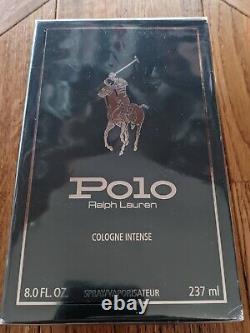 Polo
Ralph Lauren
COLOGNE INTENSE
8.0 FL. OZ. SPRAY/VAPORISATEUR 237 ml